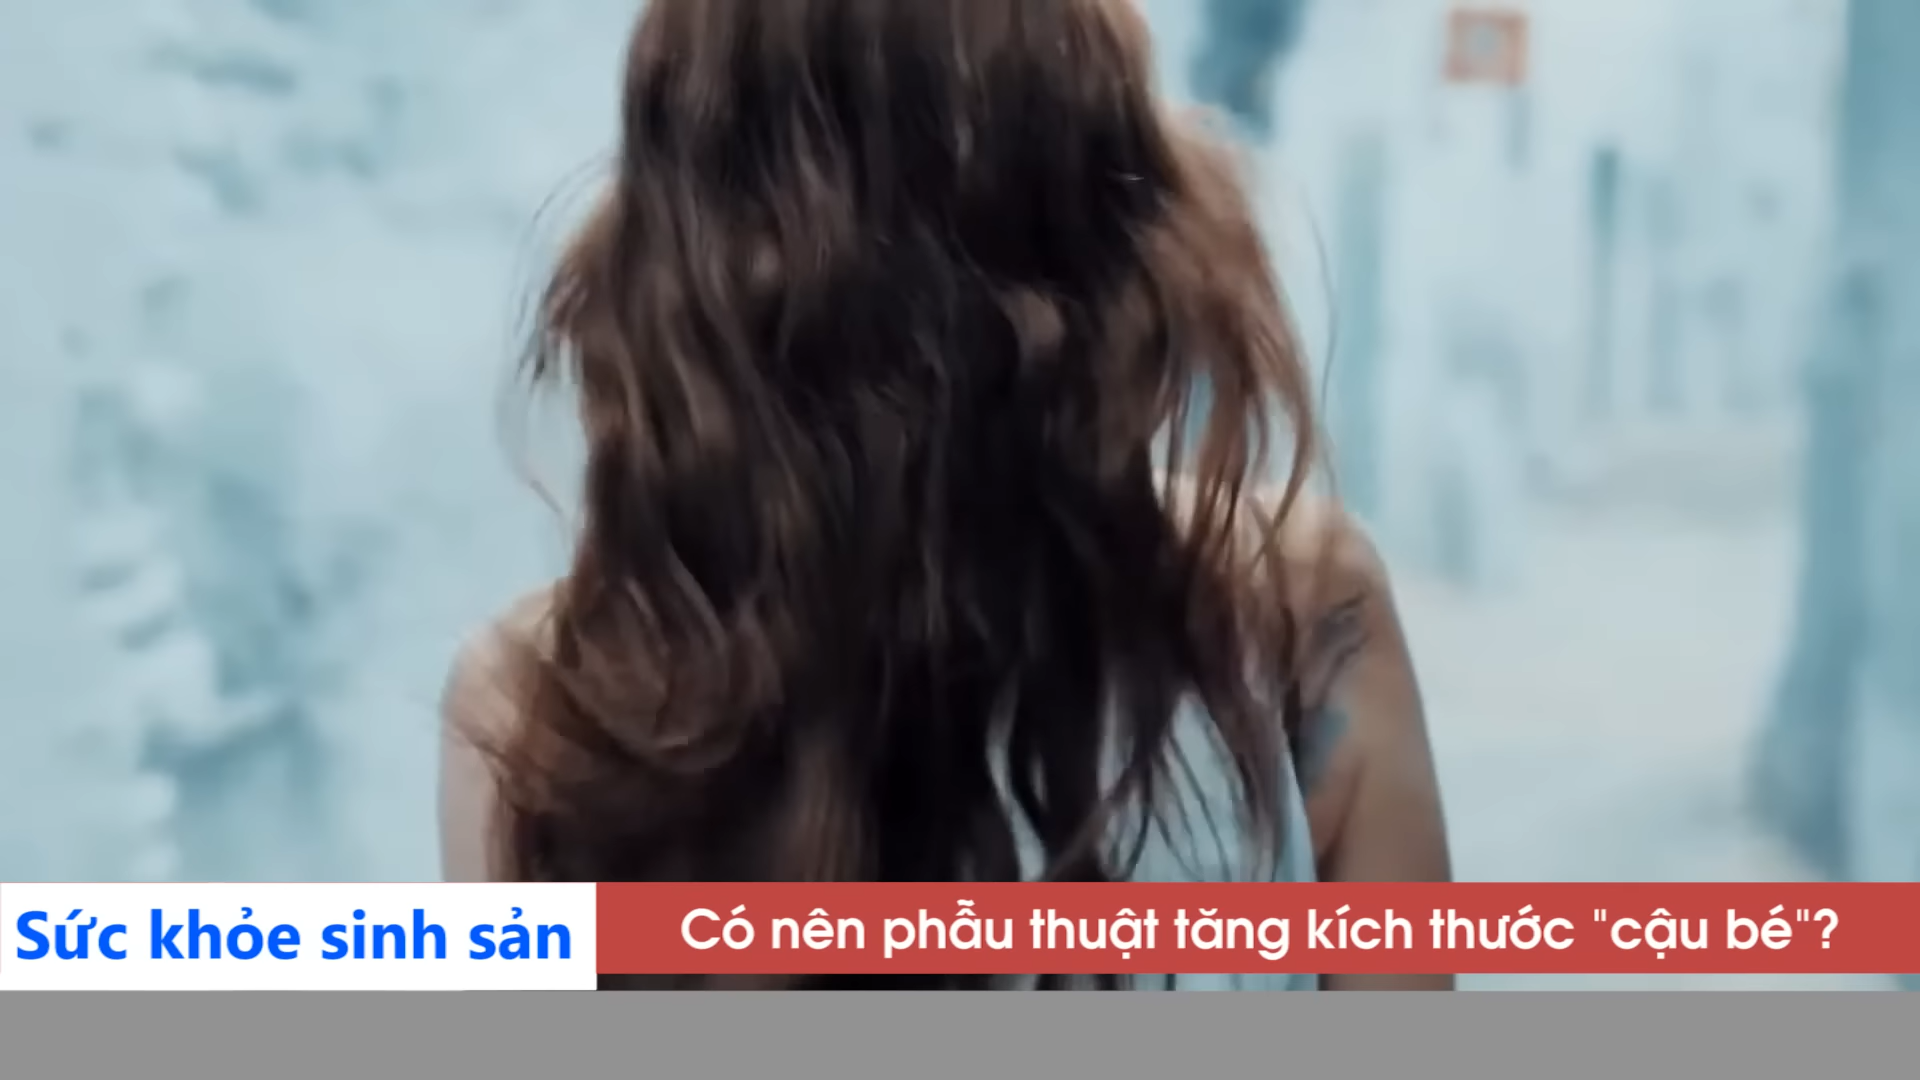 Sức khỏe sinh sản
Có nên phẫu thuật tăng kích thước "cậu bé"?